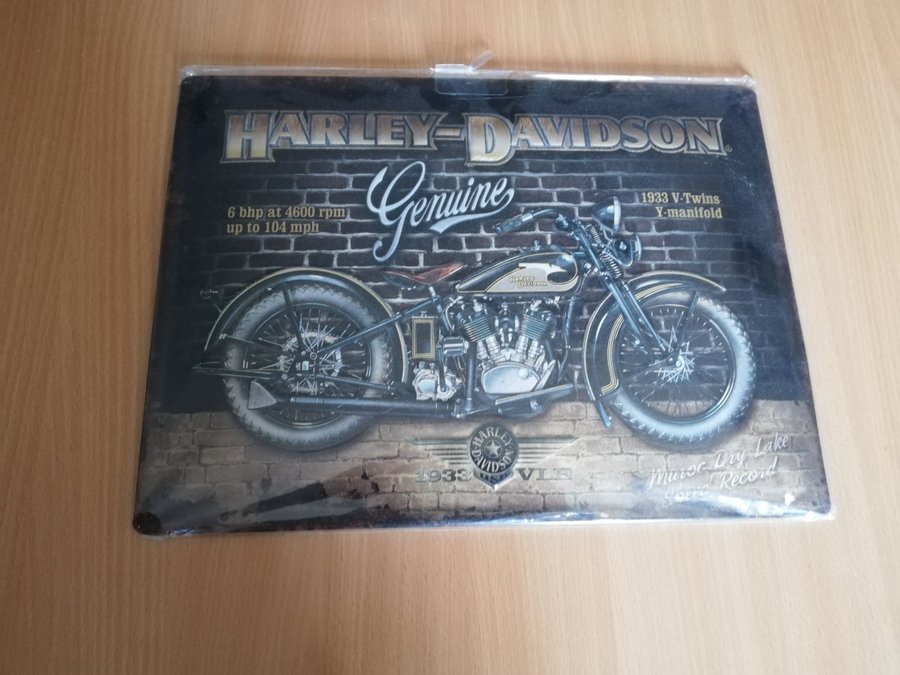 HARLEY-DAVIDSON®
Genuine
6 bhp at 4600 rpm
up to 104 mph
1933 V-Twins
Y-manifold
HARLEY-
DAVIDSON
HARLEY
DAVIDSON
USA
1933 VLE
Muroc Dry Lake
Speed Record